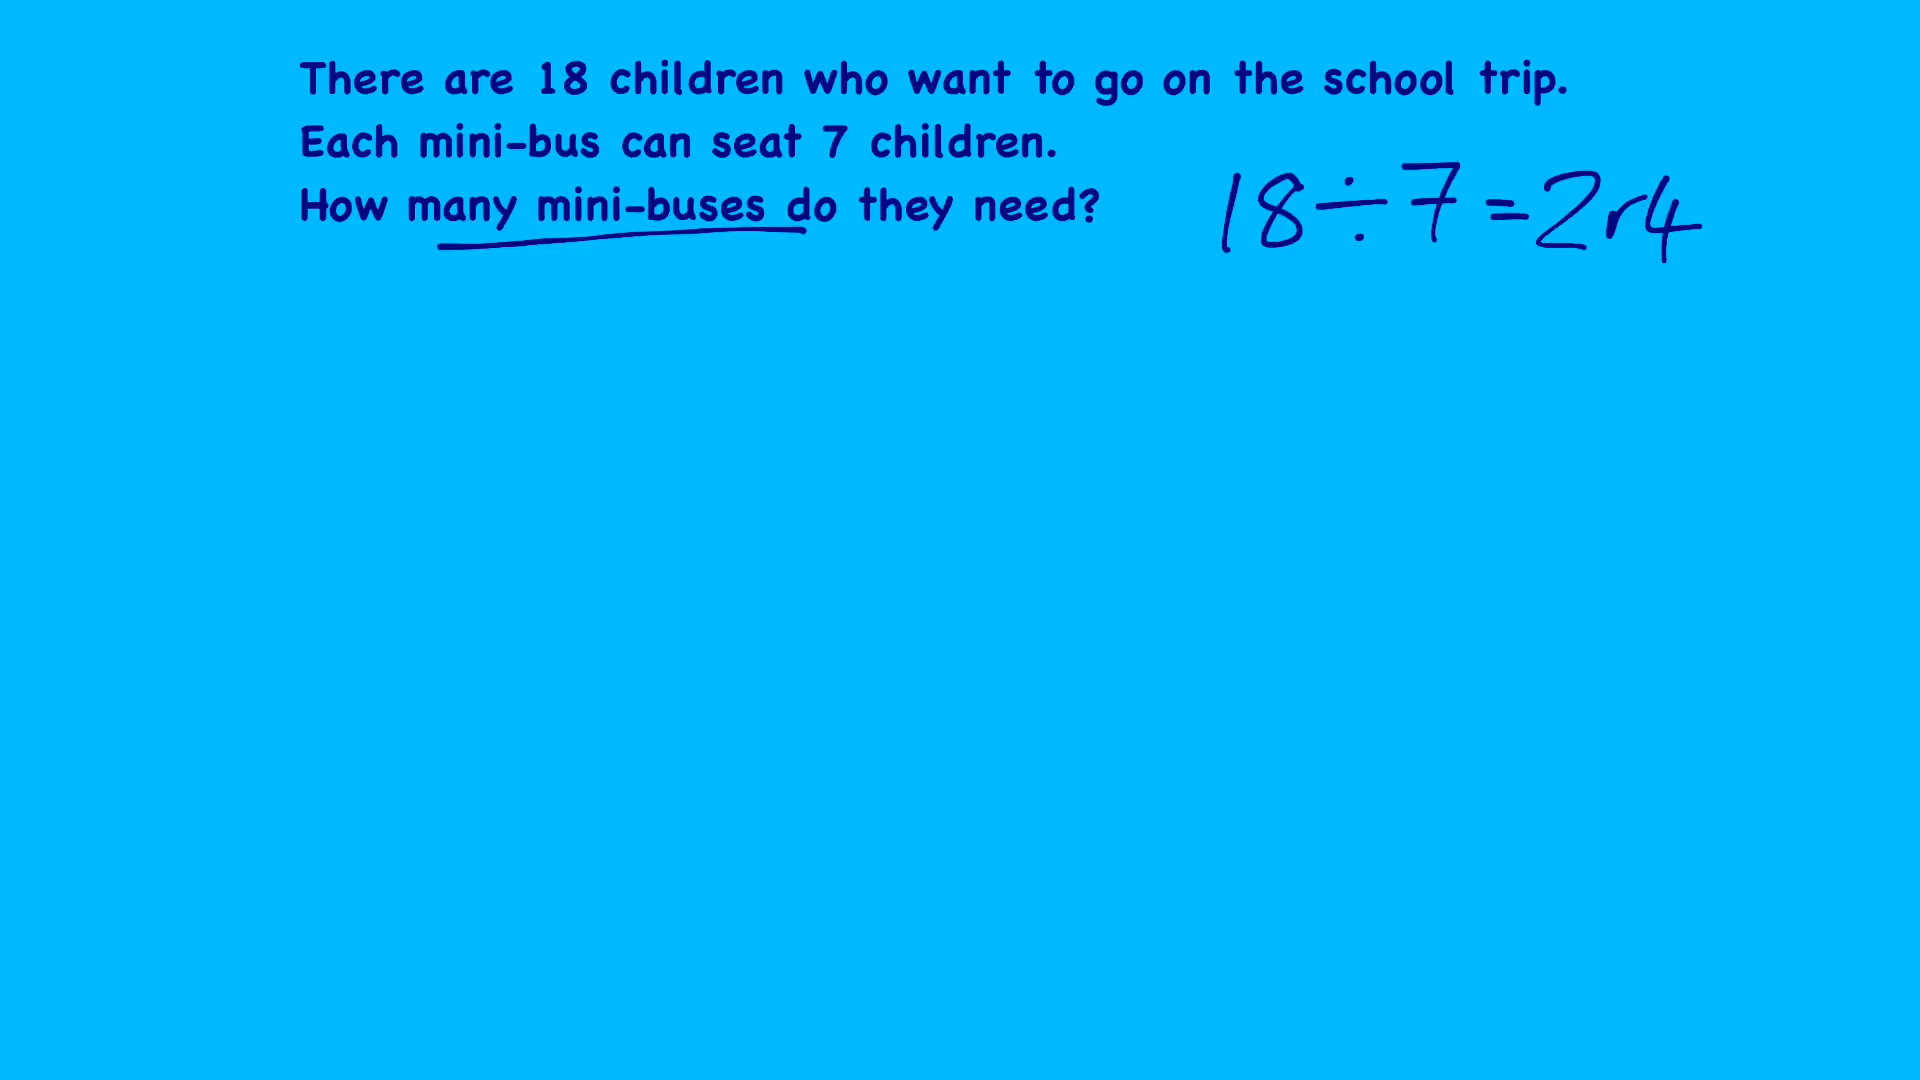 There are 18 children who want to go on the school trip.
Each mini-bus can seat 7 children.
How many mini-buses do they need?
18÷7=2r4